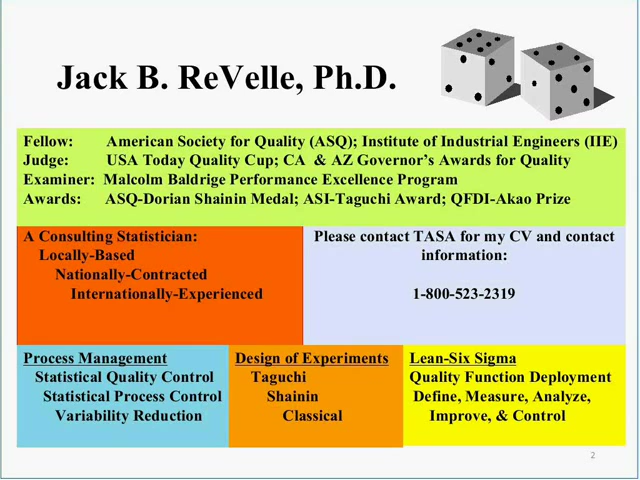 Jack B. ReVelle, Ph.D.
Fellow: American Society for Quality (ASQ); Institute of Industrial Engineers (IIE)
Judge: USA Today Quality Cup; CA & AZ Governor's Awards for Quality
Examiner: Malcolm Baldrige Performance Excellence Program
Awards: ASQ-Dorian Shainin Medal; ASI-Taguchi Award; QFDI-Akao Prize
A Consulting Statistician:
Locally-Based
Nationally-Contracted
Internationally-Experienced
Please contact TASA for my CV and contact
information:
1-800-523-2319
Process Management
Statistical Quality Control
Statistical Process Control
Variability Reduction
Design of Experiments
Taguchi
Shainin
Classical
Lean-Six Sigma
Quality Function Deployment
Define, Measure, Analyze,
Improve, & Control
2